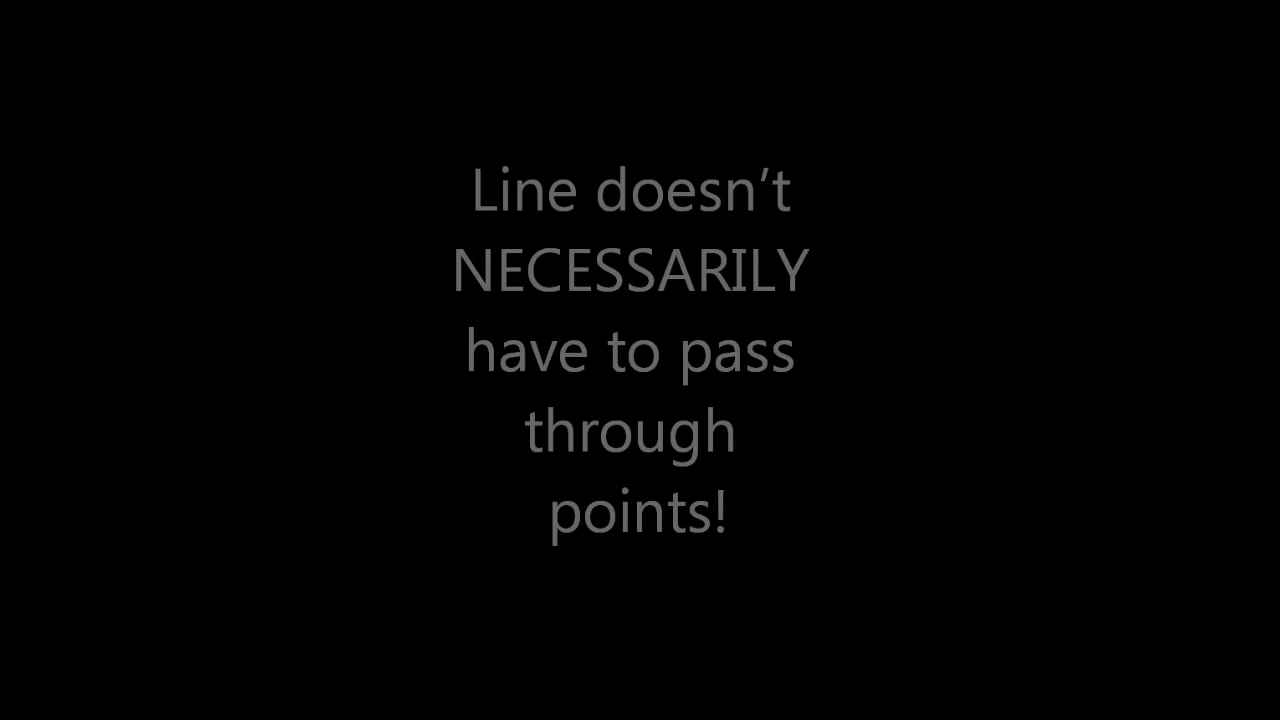 Line doesn’t
NECESSARILY
have to pass
through
points!